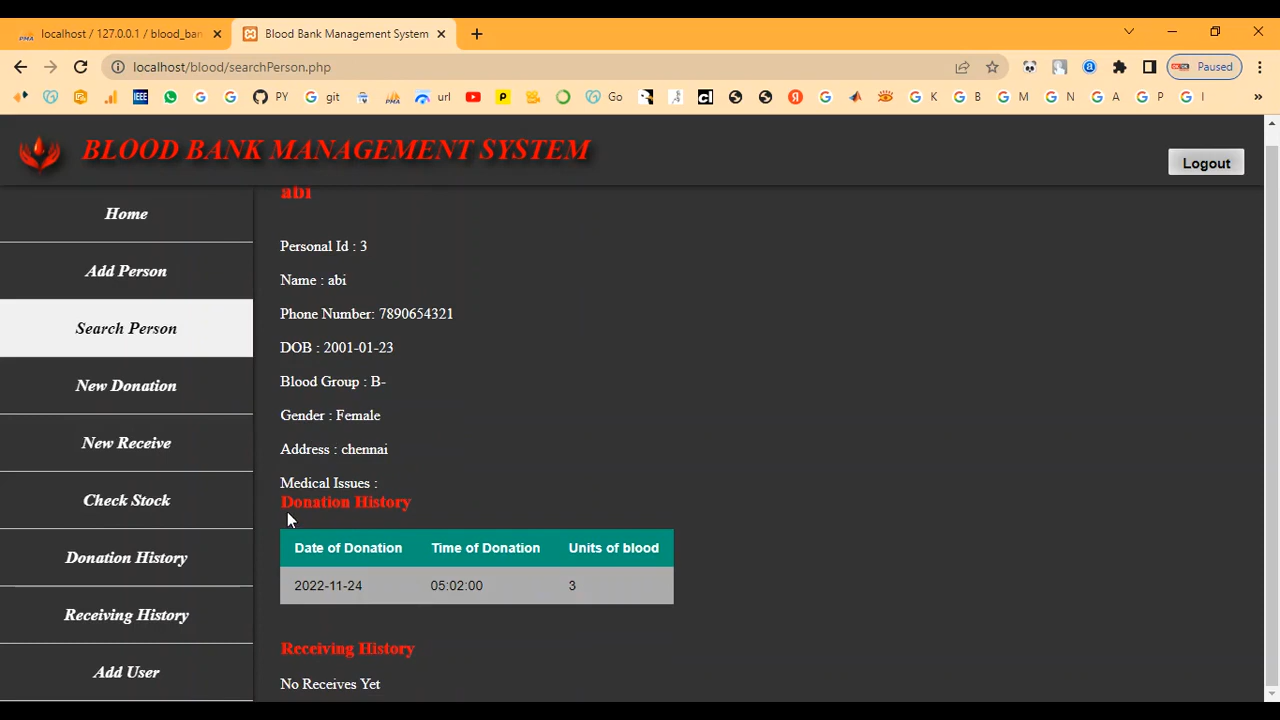 localhost / 127.0.0.1 / blood_ban
Blood Bank Management System
localhost/blood/searchPerson.php
Paused
PY
git
url
Go
K
B
M
N
A
P
I
BLOOD BANK MANAGEMENT SYSTEM
Logout
abi
Home
Add Person
Search Person
New Donation
New Receive
Check Stock
Donation History
Receiving History
Add User
Personal Id : 3
Name : abi
Phone Number: 7890654321
DOB : 2001-01-23
Blood Group : B-
Gender : Female
Address : chennai
Medical Issues :
Donation History
Date of Donation Time of Donation Units of blood
2022-11-24 05:02:00 3
Receiving History
No Receives Yet